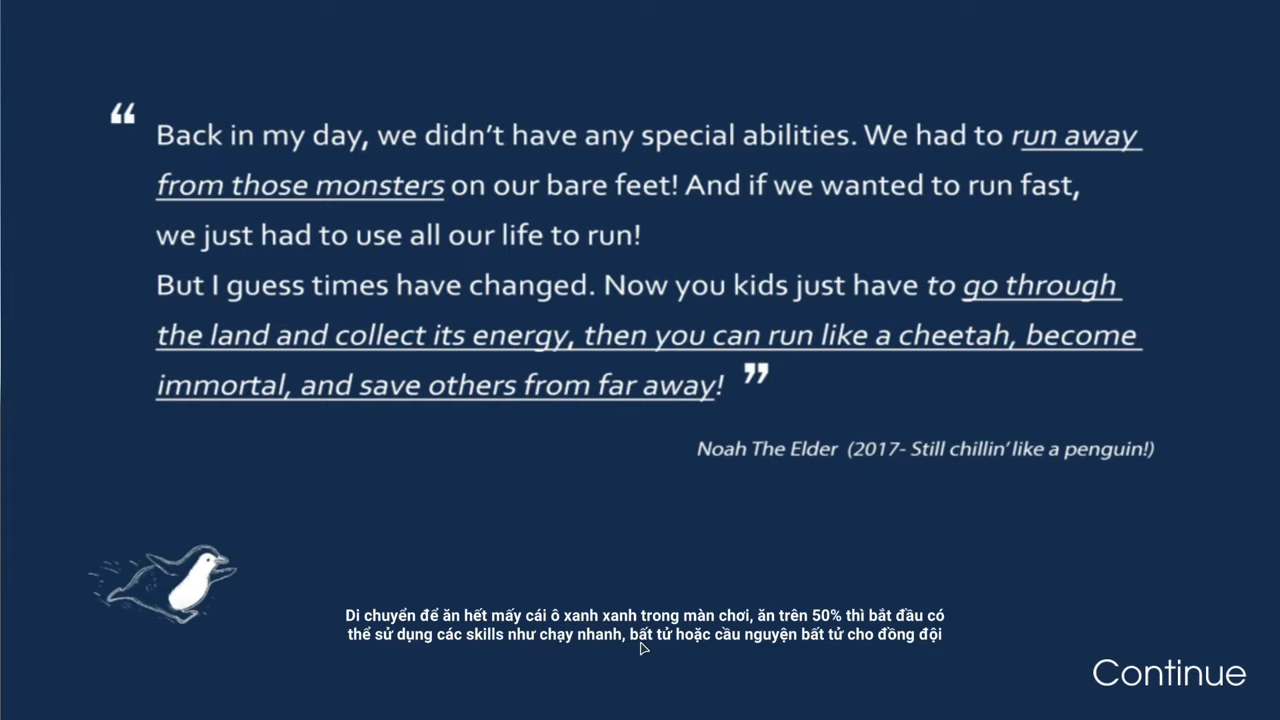 “ Back in my day, we didn’t have any special abilities. We had to run away
from those monsters on our bare feet! And if we wanted to run fast,
we just had to use all our life to run!
But I guess times have changed. Now you kids just have to go through
the land and collect its energy, then you can run like a cheetah, become
immortal, and save others from far away! ”
Noah The Elder (2017- Still chillin’ like a penguin!)
Di chuyển để ăn hết mấy cái ô xanh xanh trong màn chơi, ăn trên 50% thì bắt đầu có
thể sử dụng các skills như chạy nhanh, bất tử hoặc cầu nguyện bất tử cho đồng đội
Continue